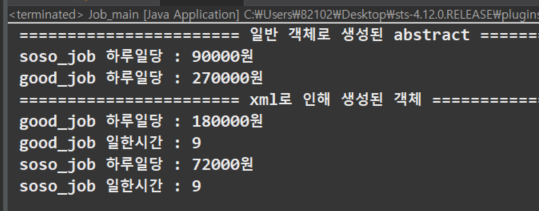 <terminated> Job_main [Java Application] C:₩Users₩82102₩Desktop₩sts-4.12.0.RELEASE₩plugins
======================= 일반 객체로 생성된 abstract =======
soso_job 하루일당 : 90000원
good_job 하루일당 : 270000원
======================= xml로 인해 생성된 객체 ============
good_job 하루일당 : 180000원
good_job 일한시간 : 9
soso_job 하루일당 : 72000원
soso_job 일한시간 : 9